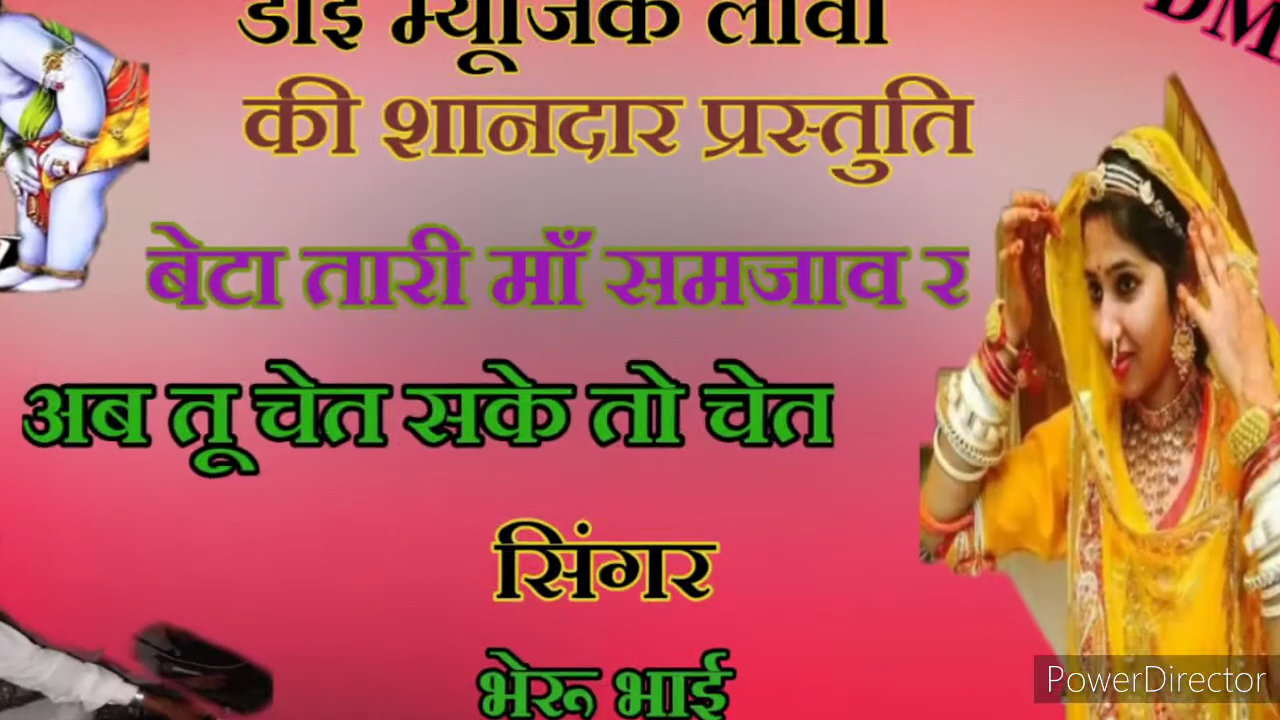 डाइ म्यूजिक लावा
की शानदार प्रस्तुति
बेटा तारी माँ समजाव र
अब तू चेत सके तो चेत
सिंगर
भेरू भाई
PowerDirector